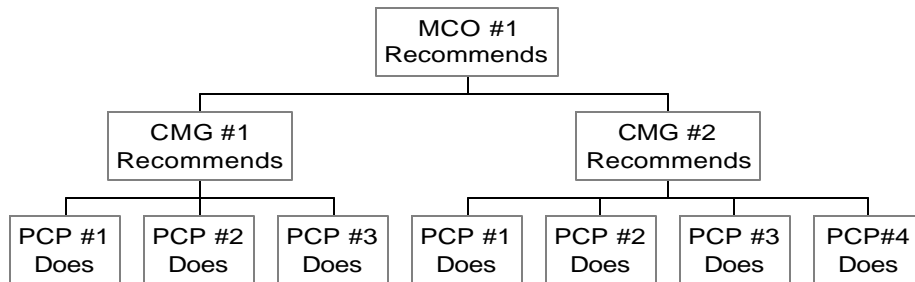 MCO #1
Recommends
CMG #1
Recommends
CMG #2
Recommends
PCP #1
Does
PCP #2
Does
PCP #3
Does
PCP #1
Does
PCP #2
Does
PCP #3
Does
PCP#4
Does